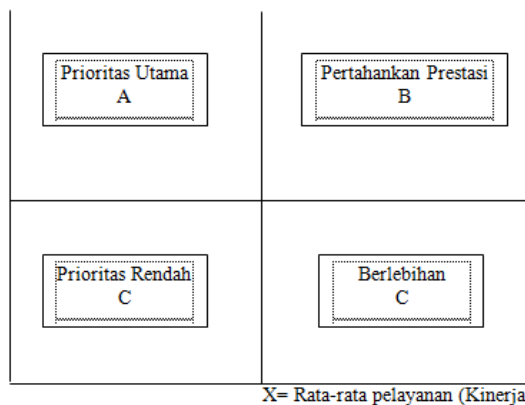 Prioritas Utama
A
Pertahankan Prestasi
B
Prioritas Rendah
C
Berlebihan
C
X= Rata-rata pelayanan (Kinerja